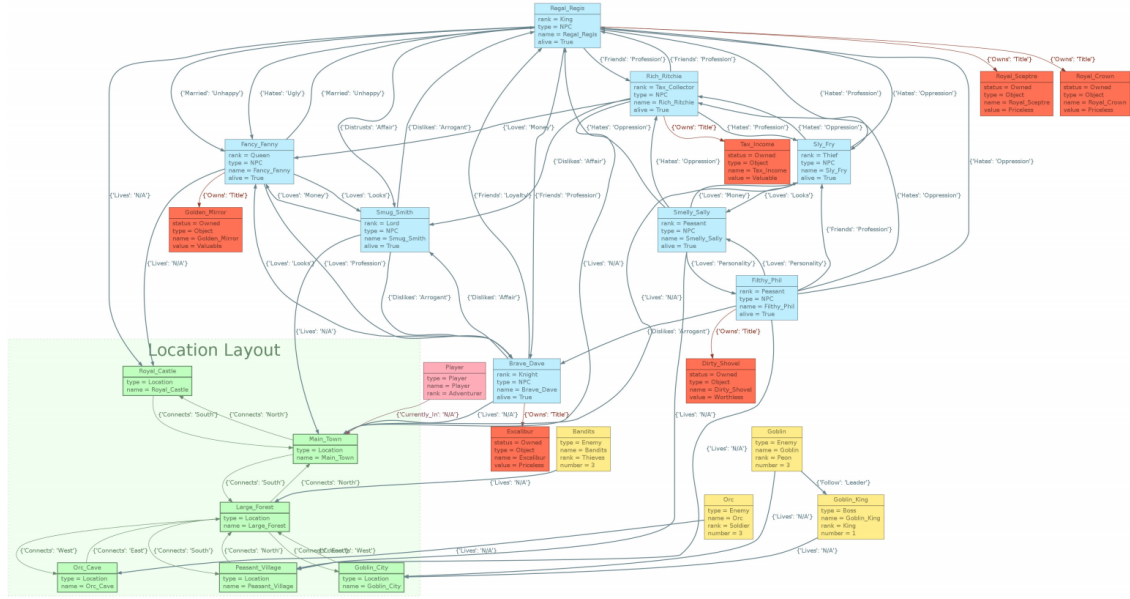 Regal_Regis
rank = King
type = NPC
name = Regal_Regis
alive = True
{'Friends': 'Profession'}
{'Friends': 'Profession'}
{'Owns': 'Title'}
{'Owns': 'Title'}
Rich_Ritchie
rank = Tax_Collector
type = NPC
name = Rich_Ritchie
alive = True
Royal_Sceptre
status = Owned
type = Object
name = Royal_Sceptre
value = Priceless
Royal_Crown
status = Owned
type = Object
name = Royal_Crown
value = Priceless
{'Married': 'Unhappy'}
{'Hates': 'Ugly'}
{'Married': 'Unhappy'}
{'Hates': 'Profession'}
{'Hates': 'Oppression'}
{'Distrusts': 'Affair'}
{'Dislikes': 'Arrogant'}
{'Loves': 'Money'}
{'Hates': 'Oppression'}
{'Owns': 'Title'}
{'Hates': 'Profession'}
{'Hates': 'Oppression'}
Fancy_Fenny
rank = Queen
type = NPC
name = Fancy_Fenny
alive = True
Tax_Income
status = Owned
type = Object
name = Tax_Income
value = Valuable
Sly_Fry
rank = Thief
type = NPC
name = Sly_Fry
alive = True
{'Dislikes': 'Affair'}
{'Hates': 'Oppression'}
{'Hates': 'Oppression'}
{'Lives': 'N/A'}
{'Owns': 'Title'}
{'Loves': 'Money'}
{'Loves': 'Looks'}
{'Friends': 'Loyalty'}
{'Friends': 'Profession'}
{'Loves': 'Money'}
{'Loves': 'Looks'}
{'Hates': 'Oppression'}
Golden_Mirror
status = Owned
type = Object
name = Golden_Mirror
value = Valuable
Smug_Smith
rank = Lord
type = NPC
name = Smug_Smith
alive = True
Smelly_Sally
rank = Peasent
type = NPC
name = Smelly_Sally
alive = True
{'Friends': 'Profession'}
{'Lives': 'N/A'}
{'Loves': 'Looks'}
{'Loves': 'Profession'}
{'Lives': 'N/A'}
{'Loves': 'Personality'}
{'Loves': 'Personality'}
Filthy_Phil
rank = Peasent
type = NPC
name = Filthy_Phil
alive = True
{'Dislikes': 'Arrogant'}
{'Dislikes': 'Affair'}
{'Lives': 'N/A'}
{'Lives': 'N/A'}
{'Dislikes': 'Arrogant'}
{'Owns': 'Title'}
Location Layout
Royal_Castle
type = Location
name = Royal_Castle
Player
type = Player
name = Player
rank = Adventurer
Brave_Dave
rank = Knight
type = NPC
name = Brave_Dave
alive = True
Dirty_Shovel
status = Owned
type = Object
name = Dirty_Shovel
value = Worthless
{'Connects': 'South'}
{'Connects': 'North'}
{'Currently_In': 'N/A'}
{'Lives': 'N/A'}
{'Owns': 'Title'}
{'Lives': 'N/A'}
Main_Town
type = Location
name = Main_Town
Excalibur
status = Owned
type = Object
name = Excalibur
value = Priceless
Bandits
type = Enemy
name = Bandits
rank = Thieves
number = 3
Goblin
type = Enemy
name = Goblin
rank = Peon
number = 3
{'Lives': 'N/A'}
{'Connects': 'South'}
{'Connects': 'North'}
{'Lives': 'N/A'}
{'Follow': 'Leader'}
Large_Forest
type = Location
name = Large_Forest
Orc
type = Enemy
name = Orc
rank = Soldier
number = 3
Goblin_King
type = Boss
name = Goblin_King
rank = King
number = 1
{'Lives': 'N/A'}
{'Connects': 'West'}
{'Connects': 'East'}
{'Connects': 'South'}
{'Connects': 'North'}
'West'}
{'Lives': 'N/A'}
{'Lives': 'N/A'}
Orc_Cave
type = Location
name = Orc_Cave
Peasent_Village
type = Location
name = Peasent_Village
Goblin_City
type = Location
name = Goblin_City